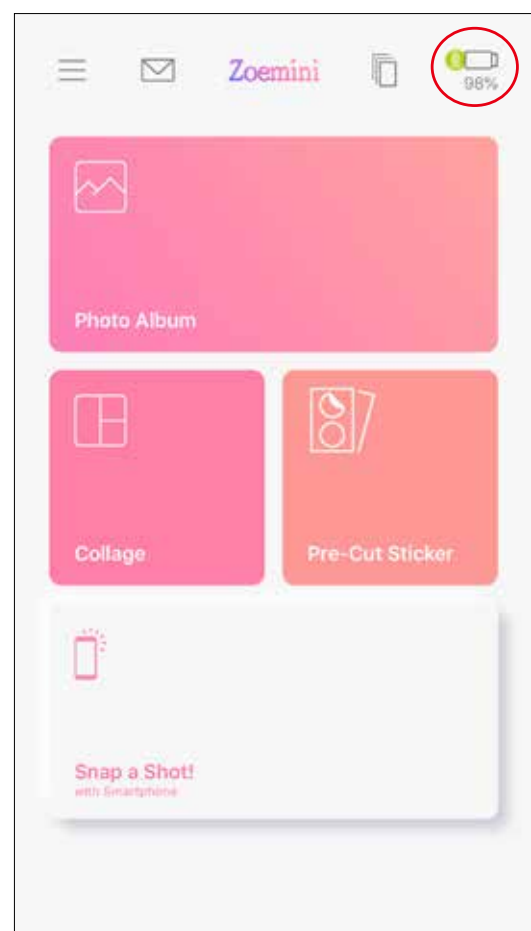 Zoemini
98%
Photo Album
Collage
Pre-Cut Sticker
Snap a Shot!
with Smartphone